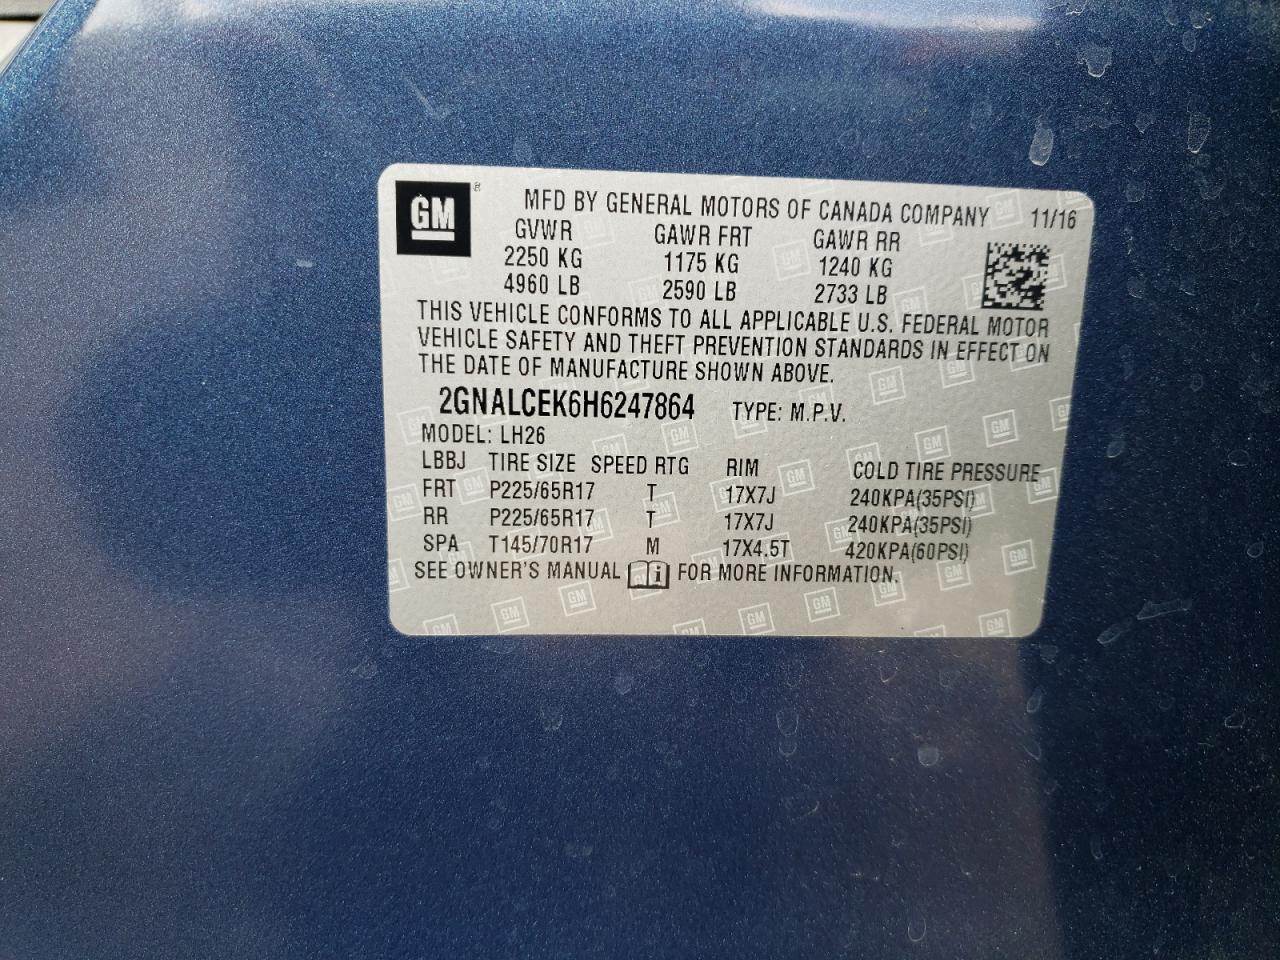 GM ®
MFD BY GENERAL MOTORS OF CANADA COMPANY 11/16
GVWR GAWR FRT GAWR RR
2250 KG 1175 KG 1240 KG
4960 LB 2590 LB 2733 LB
THIS VEHICLE CONFORMS TO ALL APPLICABLE U.S. FEDERAL MOTOR
VEHICLE SAFETY AND THEFT PREVENTION STANDARDS IN EFFECT ON
THE DATE OF MANUFACTURE SHOWN ABOVE.
2GNALCEK6H6247864 TYPE: M.P.V.
MODEL: LH26
LBBJ TIRE SIZE SPEED RTG RIM COLD TIRE PRESSURE
FRT P225/65R17 T 17X7J 240KPA(35PSI)
RR P225/65R17 T 17X7J 240KPA(35PSI)
SPA T145/70R17 M 17X4.5T 420KPA(60PSI)
SEE OWNER'S MANUAL FOR MORE INFORMATION.